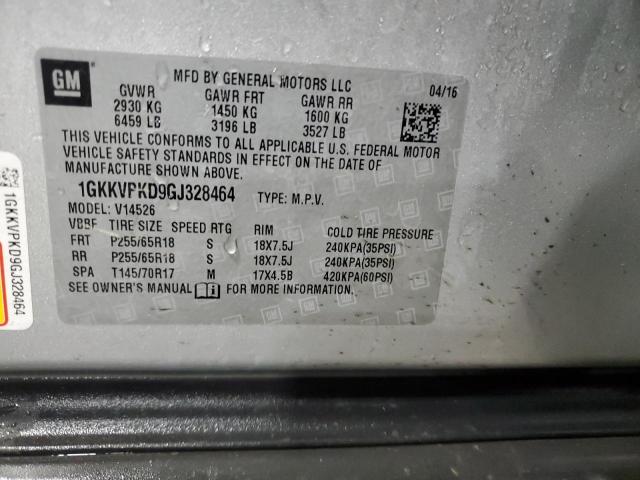 GM
MFD BY GENERAL MOTORS LLC
04/16
GVWR GAWR FRT GAWR RR
2930 KG 1450 KG 1600 KG
6459 LB 3196 LB 3527 LB
THIS VEHICLE CONFORMS TO ALL APPLICABLE U.S. FEDERAL MOTOR
VEHICLE SAFETY STANDARDS IN EFFECT ON THE DATE OF
MANUFACTURE SHOWN ABOVE.
1GKKVPKD9GJ328464 TYPE: M.P.V.
MODEL: V14526
VBBF TIRE SIZE SPEED RTG RIM COLD TIRE PRESSURE
FRT P255/65R18 S 18X7.5J 240KPA(35PSI)
RR P255/65R18 S 18X7.5J 240KPA(35PSI)
SPA T145/70R17 M 17X4.5B 420KPA(60PSI)
SEE OWNER'S MANUAL FOR MORE INFORMATION.
1GKKVPKD9GJ328464